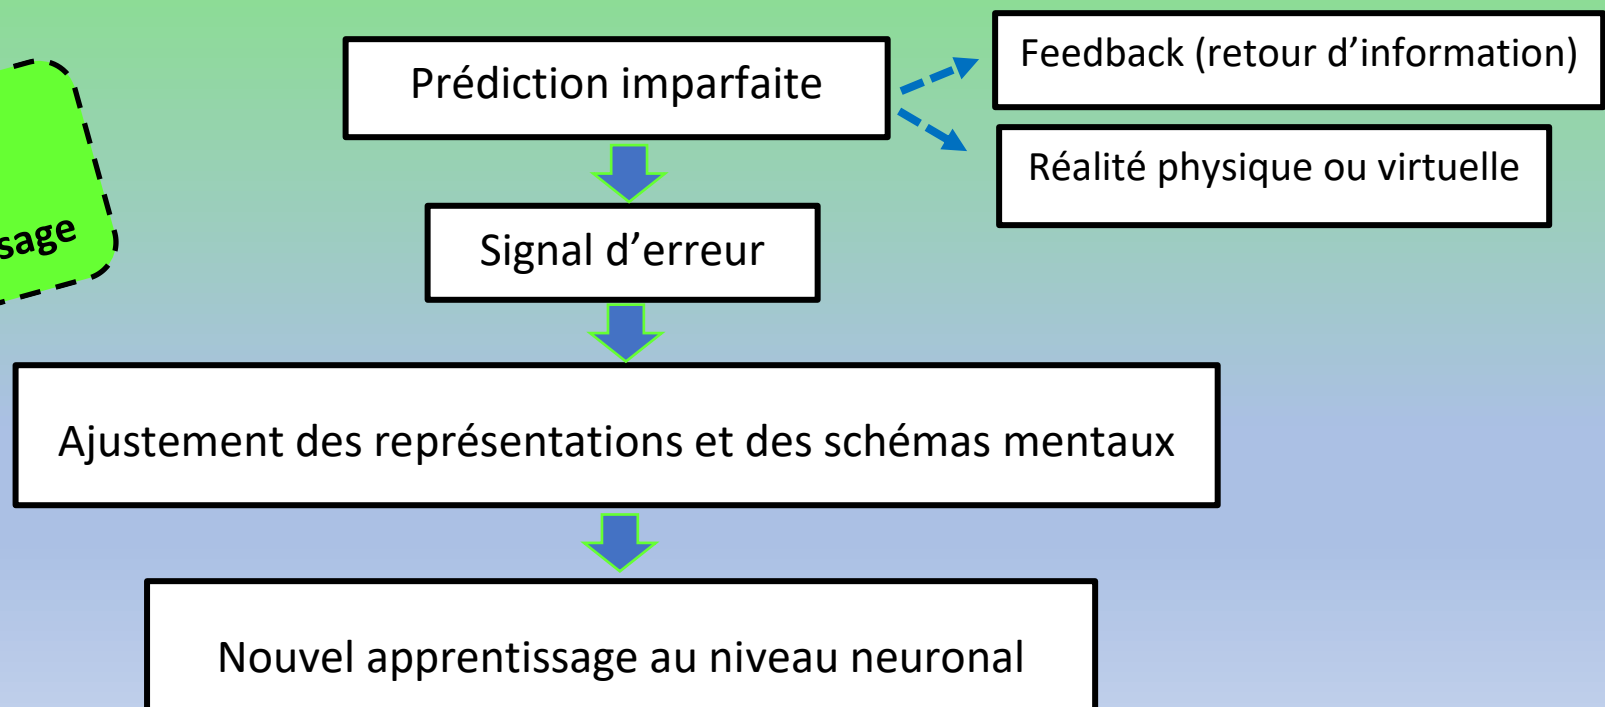 Prédiction imparfaite
Feedback (retour d’information)
Réalité physique ou virtuelle
Signal d’erreur
Ajustement des représentations et des schémas mentaux
Nouvel apprentissage au niveau neuronal